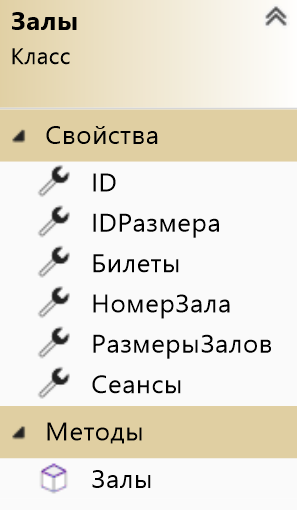 Залы
Класс
Свойства
ID
IDРазмера
Билеты
НомерЗала
РазмерыЗалов
Сеансы
Методы
Залы